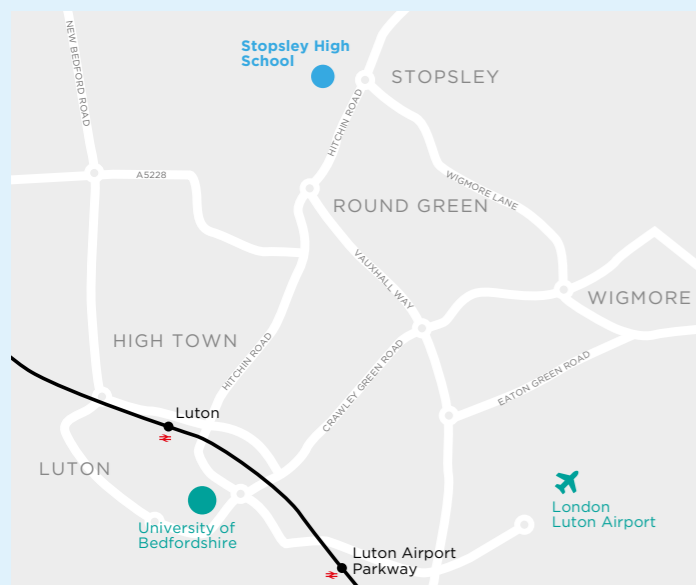 NEW BEDFORD ROAD
Stopsley High
School
STOPSLEY
HITCHIN ROAD
A5228
WIGMORE LANE
ROUND GREEN
VAUXHALL WAY
WIGMORE
HIGH TOWN
HITCHIN ROAD
CRAWLEY GREEN ROAD
EATON GREEN ROAD
Luton
LUTON
University of
Bedfordshire
London
Luton Airport
Luton Airport
Parkway